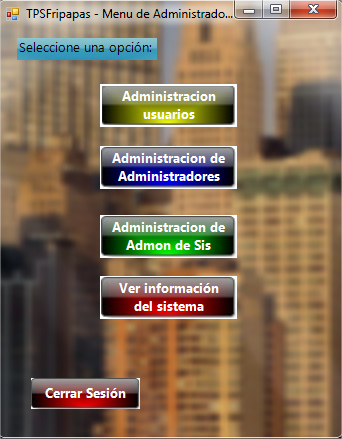 TPSFripapas - Menu de Administrado...
Seleccione una opción:
Administracion
usuarios
Administracion de
Administradores
Administracion de
Admon de Sis
Ver información
del sistema
Cerrar Sesión